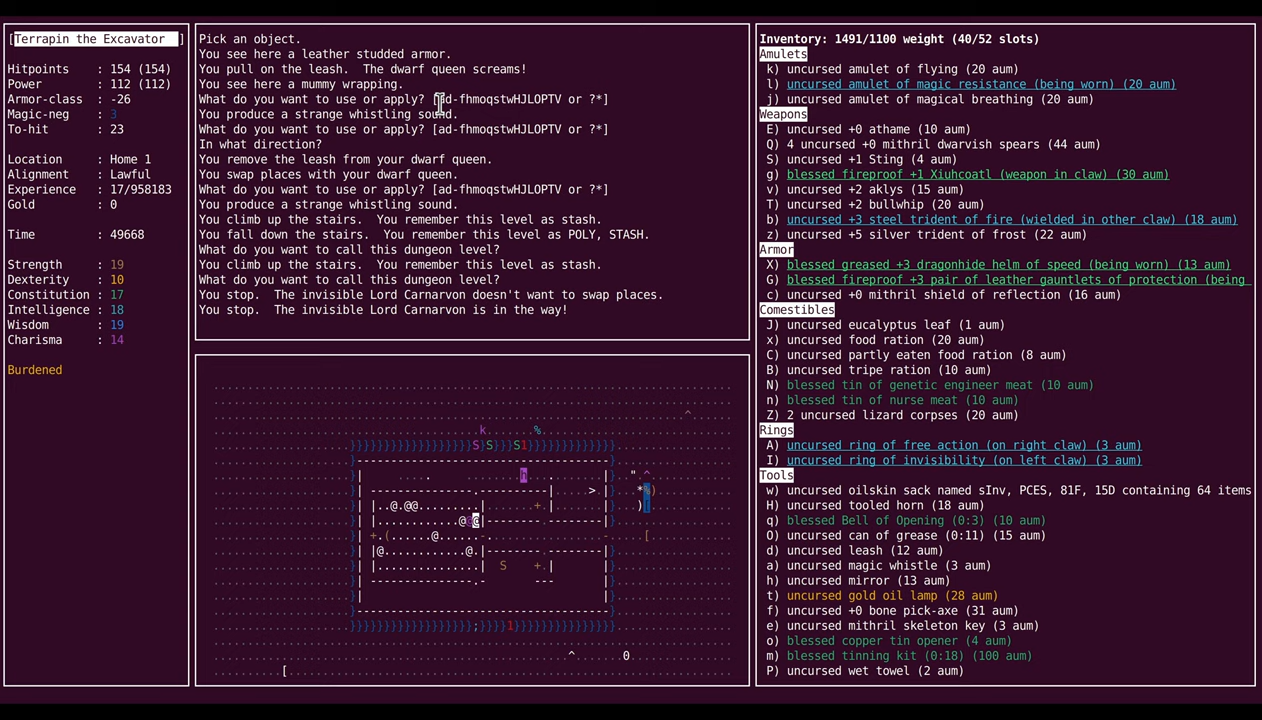 [Terrapin the Excavator ]
Hitpoints : 154 (154)
Power : 112 (112)
Armor-class : -26
Magic-neg : 3
To-hit : 23
Location : Home 1
Alignment : Lawful
Experience : 17/958183
Gold : 0
Time : 49668
Strength : 19
Dexterity : 10
Constitution : 17
Intelligence : 18
Wisdom : 19
Charisma : 14
Burdened
Pick an object.
You see here a leather studded armor.
You pull on the leash. The dwarf queen screams!
You see here a mummy wrapping.
What do you want to use or apply? [ad-fhmoqstwHJLOPTV or ?*]
You produce a strange whistling sound.
What do you want to use or apply? [ad-fhmoqstwHJLOPTV or ?*]
In what direction?
You remove the leash from your dwarf queen.
You swap places with your dwarf queen.
What do you want to use or apply? [ad-fhmoqstwHJLOPTV or ?*]
You produce a strange whistling sound.
You climb up the stairs. You remember this level as stash.
You fall down the stairs. You remember this level as POLY, STASH.
What do you want to call this dungeon level?
You climb up the stairs. You remember this level as stash.
What do you want to call this dungeon level?
You stop. The invisible Lord Carnarvon doesn't want to swap places.
You stop. The invisible Lord Carnarvon is in the way!
Inventory: 1491/1100 weight (40/52 slots)
Amulets
k) uncursed amulet of flying (20 aum)
l) uncursed amulet of magic resistance (being worn) (20 aum)
j) uncursed amulet of magical breathing (20 aum)
Weapons
E) uncursed +0 athame (10 aum)
Q) 4 uncursed +0 mithril dwarvish spears (44 aum)
S) uncursed +1 Sting (4 aum)
g) blessed fireproof +1 Xiuhcoatl (weapon in claw) (30 aum)
v) uncursed +2 aklys (15 aum)
T) uncursed +2 bullwhip (20 aum)
b) uncursed +3 steel trident of fire (wielded in other claw) (18 aum)
z) uncursed +5 silver trident of frost (22 aum)
Armor
X) blessed greased +3 dragonhide helm of speed (being worn) (13 aum)
G) blessed fireproof +3 pair of leather gauntlets of protection (being
c) uncursed +0 mithril shield of reflection (16 aum)
Comestibles
J) uncursed eucalyptus leaf (1 aum)
x) uncursed food ration (20 aum)
C) uncursed partly eaten food ration (8 aum)
B) uncursed tripe ration (10 aum)
N) blessed tin of genetic engineer meat (10 aum)
n) blessed tin of nurse meat (10 aum)
Z) 2 uncursed lizard corpses (20 aum)
Rings
A) uncursed ring of free action (on right claw) (3 aum)
I) uncursed ring of invisibility (on left claw) (3 aum)
Tools
w) uncursed oilskin sack named sInv, PCES, 81F, 15D containing 64 items
H) uncursed tooled horn (18 aum)
q) blessed Bell of Opening (0:3) (10 aum)
O) uncursed can of grease (0:11) (15 aum)
d) uncursed leash (12 aum)
a) uncursed magic whistle (3 aum)
h) uncursed mirror (13 aum)
t) uncursed gold oil lamp (28 aum)
f) uncursed +0 bone pick-axe (31 aum)
e) uncursed mithril skeleton key (3 aum)
o) blessed copper tin opener (4 aum)
m) blessed tinning kit (0:18) (100 aum)
P) uncursed wet towel (2 aum)